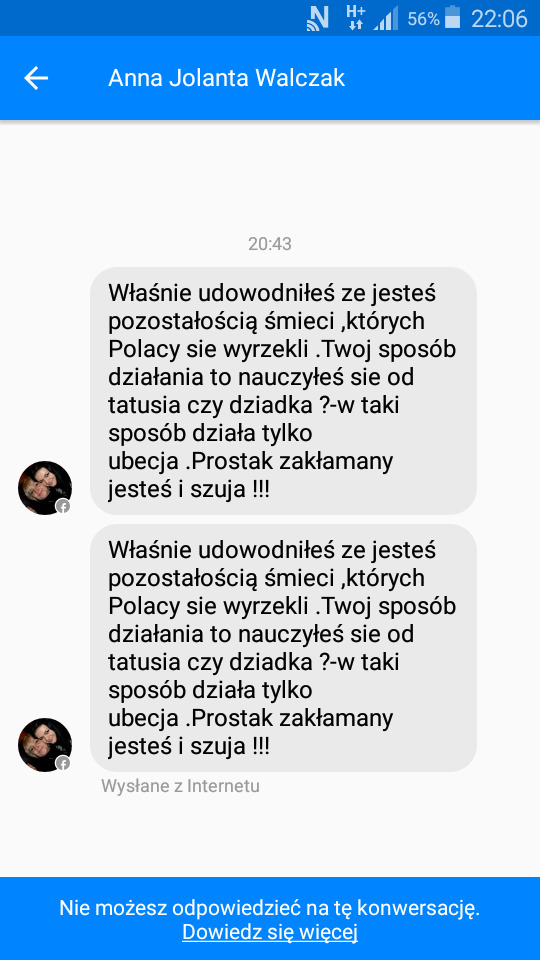 H+ 56% 22:06
Anna Jolanta Walczak
20:43
Właśnie udowodniłeś ze jesteś
pozostałością śmieci ,których
Polacy sie wyrzekli .Twoj sposób
działania to nauczyłeś sie od
tatusia czy dziadka ?-w taki
sposób działa tylko
ubecja .Prostak zakłamany
jesteś i szuja !!!
Właśnie udowodniłeś ze jesteś
pozostałością śmieci ,których
Polacy sie wyrzekli .Twoj sposób
działania to nauczyłeś sie od
tatusia czy dziadka ?-w taki
sposób działa tylko
ubecja .Prostak zakłamany
jesteś i szuja !!!
Wysłane z Internetu
Nie możesz odpowiedzieć na tę konwersację.
Dowiedz się więcej